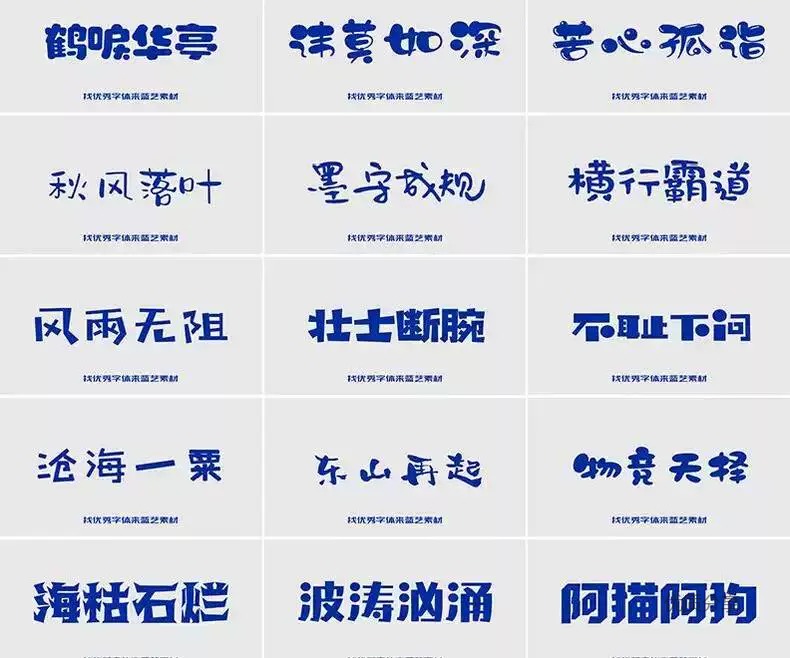 鹤唳华亭
找优秀字体来蓝艺素材
讳莫如深
找优秀字体来蓝艺素材
苦心孤诣
找优秀字体来蓝艺素材
秋风落叶
找优秀字体来蓝艺素材
墨守成规
找优秀字体来蓝艺素材
横行霸道
找优秀字体来蓝艺素材
风雨无阻
找优秀字体来蓝艺素材
壮士断腕
找优秀字体来蓝艺素材
不耻下问
找优秀字体来蓝艺素材
沧海一粟
找优秀字体来蓝艺素材
东山再起
找优秀字体来蓝艺素材
物竞天择
找优秀字体来蓝艺素材
海枯石烂
波涛汹涌
阿猫阿狗